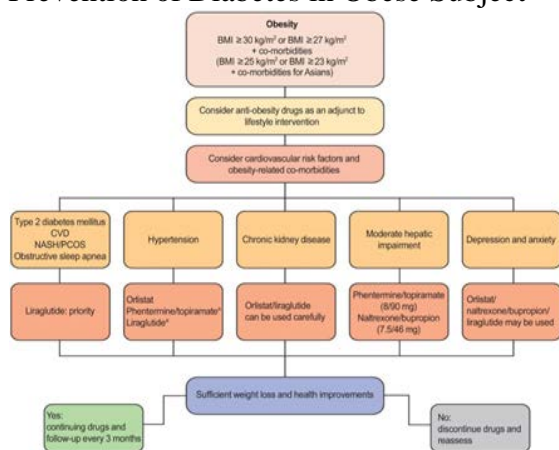 Prevention of Diabetes in Obese Subject
Obesity
BMI ≥30 kg/m² or BMI ≥27 kg/m²
+ co-morbidities
(BMI ≥25 kg/m² or BMI ≥23 kg/m²
+ co-morbidities for Asians)
Consider anti-obesity drugs as an adjunct to
lifestyle intervention
Consider cardiovascular risk factors and
obesity-related co-morbidities
Type 2 diabetes mellitus
CVD
NASH/PCOS
Obstructive sleep apnea
Hypertension
Chronic kidney disease
Moderate hepatic
impairment
Depression and anxiety
Liraglutide: priority
Orlistat
Phentermine/topiramate
Liraglutide
Orlistat/liraglutide
can be used carefully
Phentermine/topiramate
(8/90 mg)
Naltrexone/bupropion
(7.5/46 mg)
Orlistat/
naltrexone/bupropion/
liraglutide may be used
Sufficient weight loss and health improvements
Yes:
continuing drugs and
follow-up every 3 months
No:
discontinue drugs and
reassess